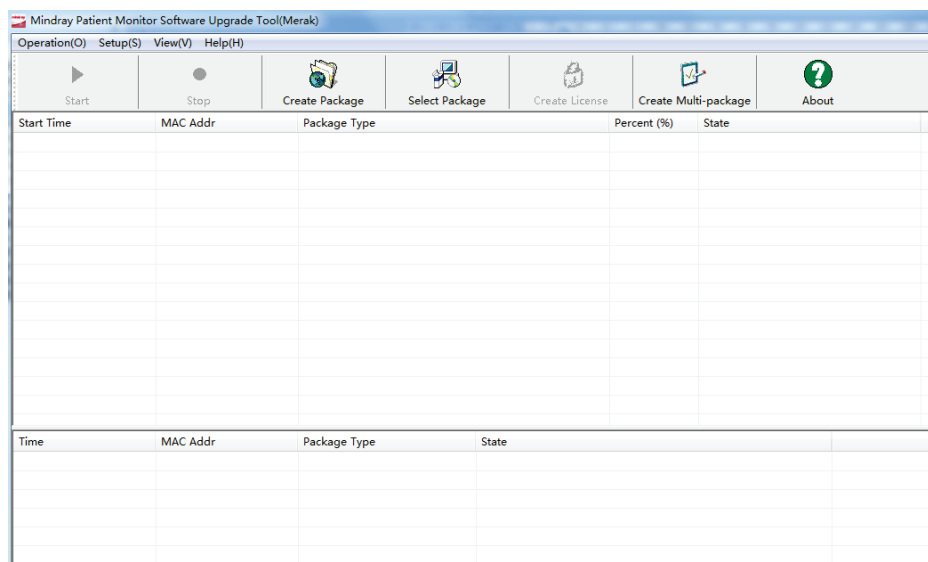 Mindray Patient Monitor Software Upgrade Tool(Merak)
Operation(O) Setup(S) View(V) Help(H)
Start Stop Create Package Select Package Create License Create Multi-package About
Start Time MAC Addr Package Type Percent (%) State
Time MAC Addr Package Type State